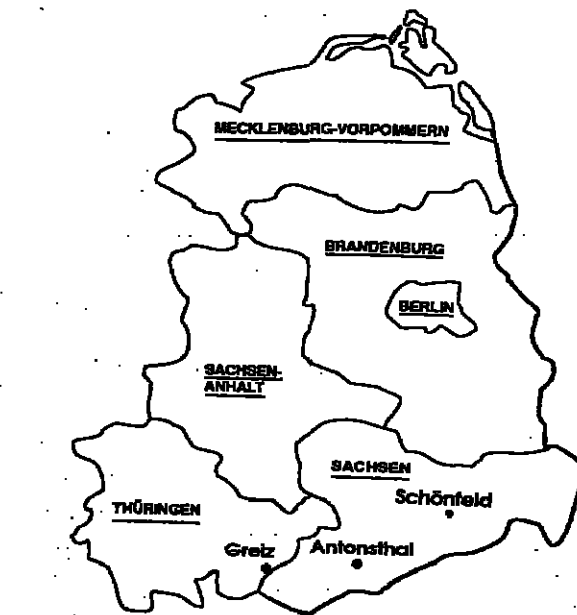 MECKLENBURG-VORPOMMERN
BRANDENBURG
BERLIN
SACHSEN-
ANHALT
SACHSEN
Schönfeld
THÜRINGEN
Greiz
Antonsthal